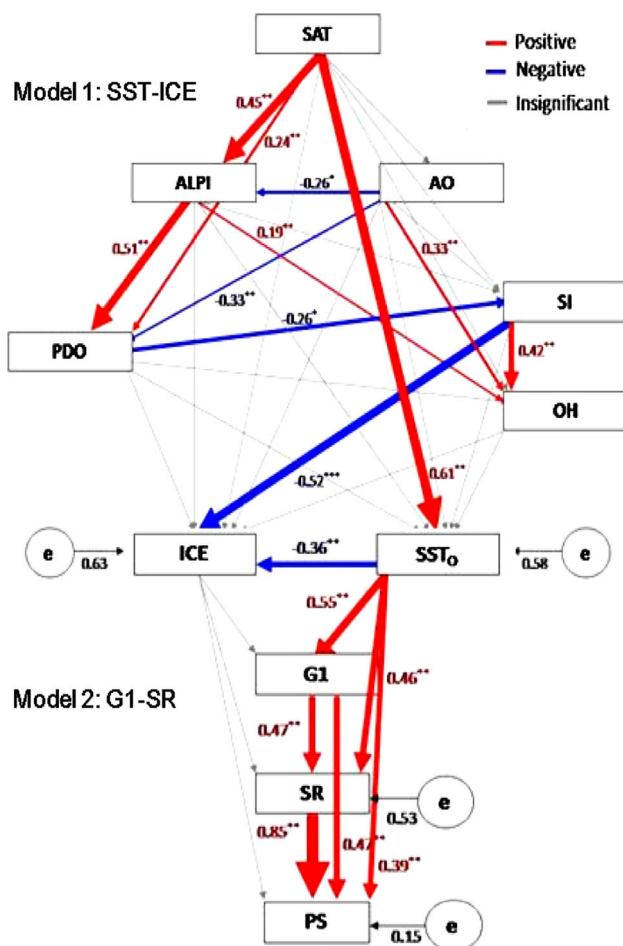 SAT
Positive
Negative
Insignificant
Model 1: SST-ICE
0.45**
0.24**
ALPI
-0.26*
AO
0.51**
0.19**
0.33**
-0.33**
-0.26*
SI
PDO
0.42**
OH
-0.52***
0.61**
e
0.63
ICE
-0.36**
SST₀
0.58
e
0.55**
G1
0.46**
Model 2: G1-SR
0.47**
SR
e
0.53
0.85**
0.47**
0.39**
PS
e
0.15